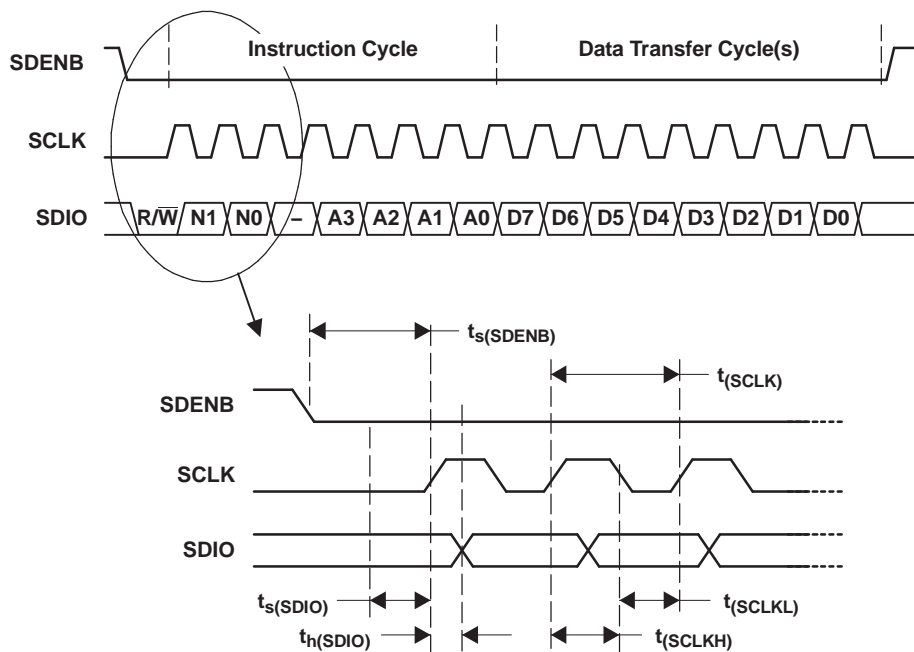 Instruction Cycle Data Transfer Cycle(s)
SDENB
SCLK
SDIO R/W̅ N1 N0 – A3 A2 A1 A0 D7 D6 D5 D4 D3 D2 D1 D0
ts(SDENB)
t(SCLK)
SDENB
SCLK
SDIO
ts(SDIO) t(SCLKL)
th(SDIO) t(SCLKH)